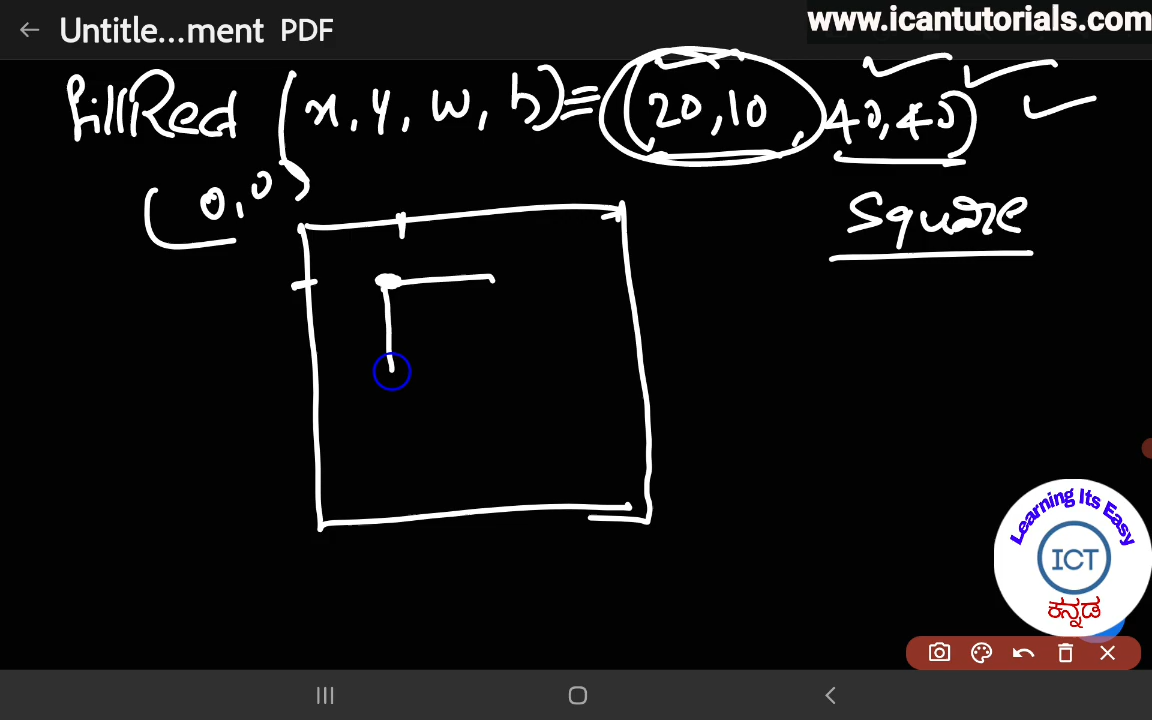 Untitle...ment PDF
www.icantutorials.com
fillRed (x, y, w, h) = (20,10, 40,40)
(0,0)
Square
Learning Its Easy
ICT
ಕನ್ನಡ